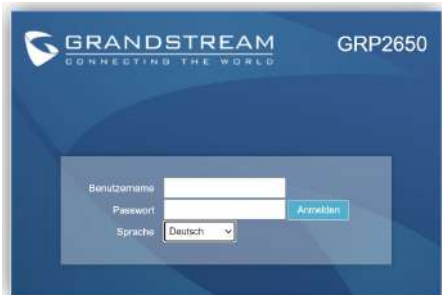 GRANDSTREAM
CONNECTING THE WORLD
GRP2650
Benutzername
Passwort
Anmelden
Sprache
Deutsch